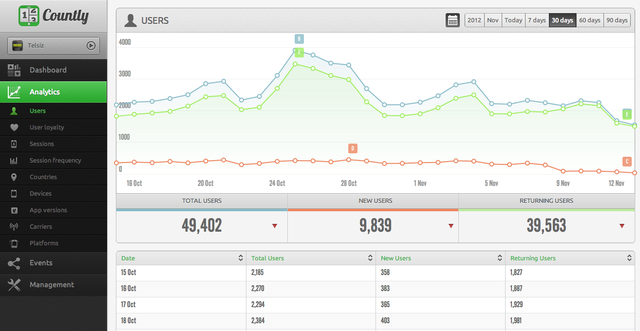 Countly
Telsiz
Dashboard
Analytics
Users
User loyalty
Sessions
Session frequency
Countries
Devices
App versions
Carriers
Platforms
Events
Management
USERS
2012 Nov Today 7 days 30 days 60 days 90 days
4000
3000
2000
1000
0
16 Oct 20 Oct 24 Oct 28 Oct 1 Nov 5 Nov 9 Nov 12 Nov
TOTAL USERS NEW USERS RETURNING USERS
49,402 9,839 39,563
Date Total Users New Users Returning Users
15 Oct 2,185 358 1,827
16 Oct 2,270 383 1,887
17 Oct 2,294 365 1,929
18 Oct 2,384 403 1,981